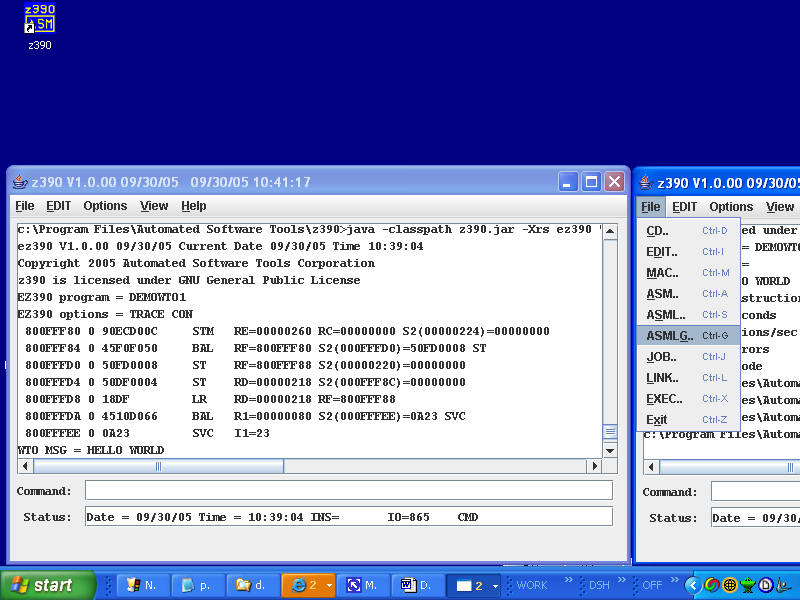 z390
ASM
z390
z390 V1.0.00 09/30/05 09/30/05 10:41:17
File EDIT Options View Help
c:\Program Files\Automated Software Tools\z390>java -classpath z390.jar -Xrs ez390
ez390 V1.0.00 09/30/05 Current Date 09/30/05 Time 10:39:04
Copyright 2005 Automated Software Tools Corporation
z390 is licensed under GNU General Public License
EZ390 program = DEMOWTO1
EZ390 options = TRACE CON
800FFF80 0 90ECD00C STM RE=00000260 RC=00000000 S2(00000224)=00000000
800FFF84 0 45F0F050 BAL RF=800FFF80 S2(000FFFD0)=50FD0008 ST
800FFFD0 0 50FD0008 ST RF=800FFF88 S2(00000220)=00000000
800FFFD4 0 50DF0004 ST RD=00000218 S2(000FFF8C)=00000000
800FFFD8 0 18DF LR RD=00000218 RF=800FFF88
800FFFDA 0 4510D066 BAL R1=00000080 S2(000FFFEE)=0A23 SVC
800FFFEE 0 0A23 SVC I1=23
WTO MSG = HELLO WORLD
Command:
Status: Date = 09/30/05 Time = 10:39:04 INS= IO=865 CMD
z390 V1.0.00 09/30/05
File EDIT Options View
CD.. Ctrl-D
EDIT.. Ctrl-I
MAC.. Ctrl-M
ASM.. Ctrl-A
ASML.. Ctrl-S
ASMLG.. Ctrl-G
JOB.. Ctrl-J
LINK.. Ctrl-L
EXEC.. Ctrl-X
Exit Ctrl-Z
ed under
= DEMOWT
=
O WORLD
structio
conds
ions/sec
rors
ode
es\Autom
es\Autom
es\Autom
c:\Program Files\Autom
Command:
Status: Date = 09/30/
start N. p. d. 2 M. D. 2 WORK » DSH » OFF »